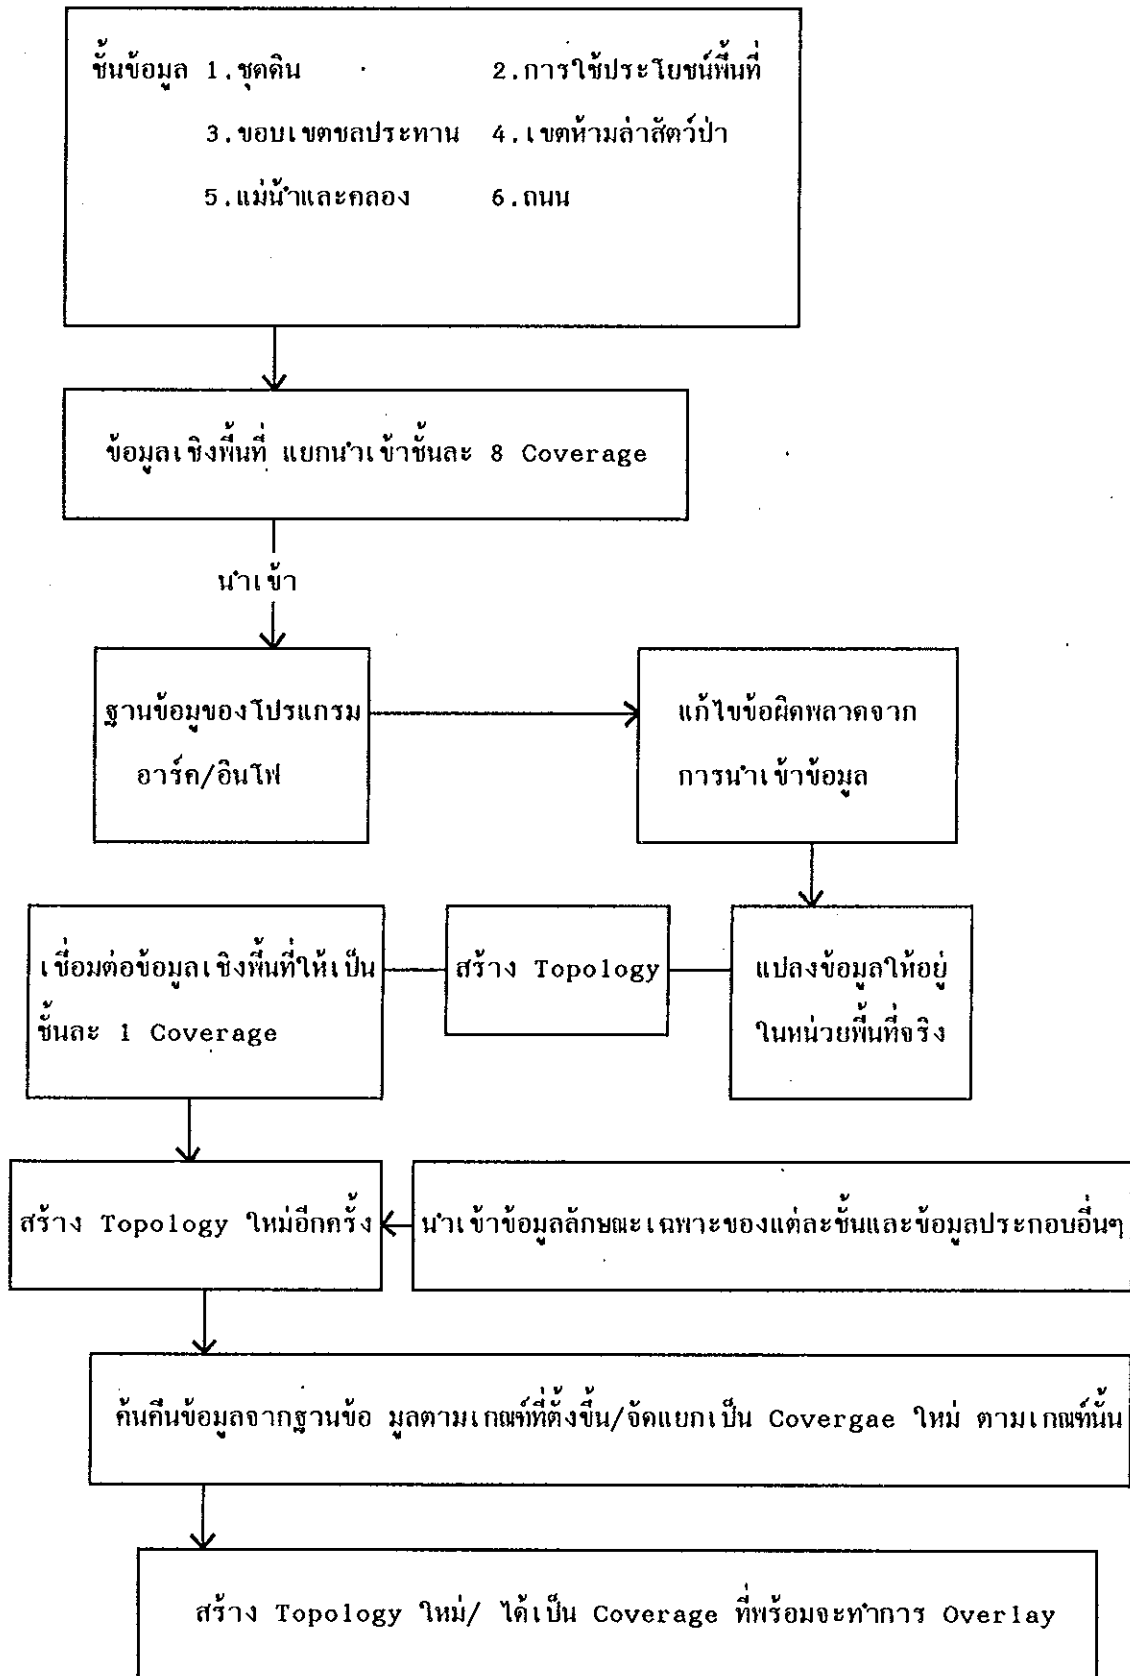 ชั้นข้อมูล 1.ชุดดิน 2.การใช้ประโยชน์พื้นที่
3.ขอบเขตชลประทาน 4.เขตห้ามล่าสัตว์ป่า
5.แม่น้ำและคลอง 6.ถนน
ข้อมูลเชิงพื้นที่ แยกนำเข้าชั้นละ 8 Coverage
นำเข้า
ฐานข้อมูของโปรแกรม
อาร์ค/อินโฟ
แก้ไขข้อผิดพลาดจาก
การนำเข้าข้อมูล
เชื่อมต่อข้อมูลเชิงพื้นที่ให้เป็น
ชั้นละ 1 Coverage
สร้าง Topology
แปลงข้อมูลให้อยู่
ในหน่วยพื้นที่จริง
สร้าง Topology ใหม่อีกครั้ง
นำเข้าข้อมูลลักษณะเฉพาะของแต่ละชั้นและข้อมูลประกอบอื่นๆ
ค้นคืนข้อมูลจากฐานข้อ มูลตามเกณฑ์ที่ตั้งขึ้น/จัดแยกเป็น Covergae ใหม่ ตามเกณฑ์นั้น
สร้าง Topology ใหม่/ ได้เป็น Coverage ที่พร้อมจะทำการ Overlay